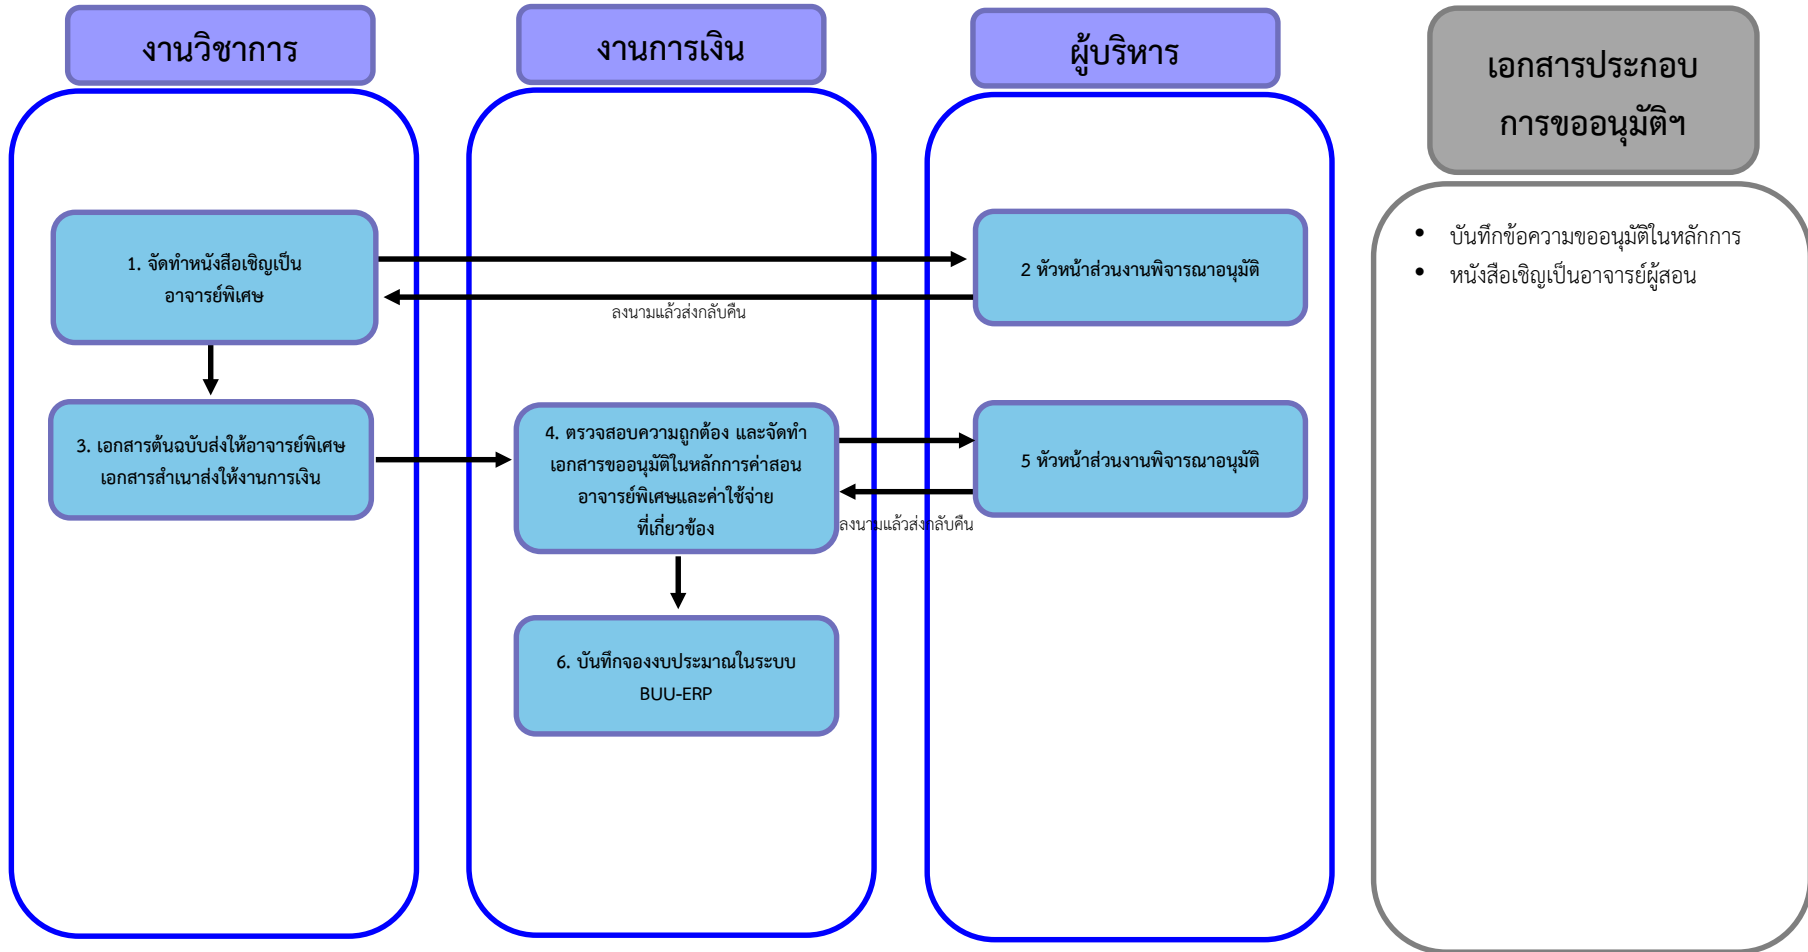 งานวิชาการ
งานการเงิน
ผู้บริหาร
เอกสารประกอบ
การขออนุมัติฯ
1. จัดทำหนังสือเชิญเป็น
อาจารย์พิเศษ
2 หัวหน้าส่วนงานพิจารณาอนุมัติ
ลงนามแล้วส่งกลับคืน
3. เอกสารต้นฉบับส่งให้อาจารย์พิเศษ
เอกสารสำเนาส่งให้งานการเงิน
4. ตรวจสอบความถูกต้อง และจัดทำ
เอกสารขออนุมัติในหลักการค่าสอน
อาจารย์พิเศษและค่าใช้จ่าย
ที่เกี่ยวข้อง
5 หัวหน้าส่วนงานพิจารณาอนุมัติ
ลงนามแล้วส่งกลับคืน
6. บันทึกจองงบประมาณในระบบ
BUU-ERP
• บันทึกข้อความขออนุมัติในหลักการ
• หนังสือเชิญเป็นอาจารย์ผู้สอน